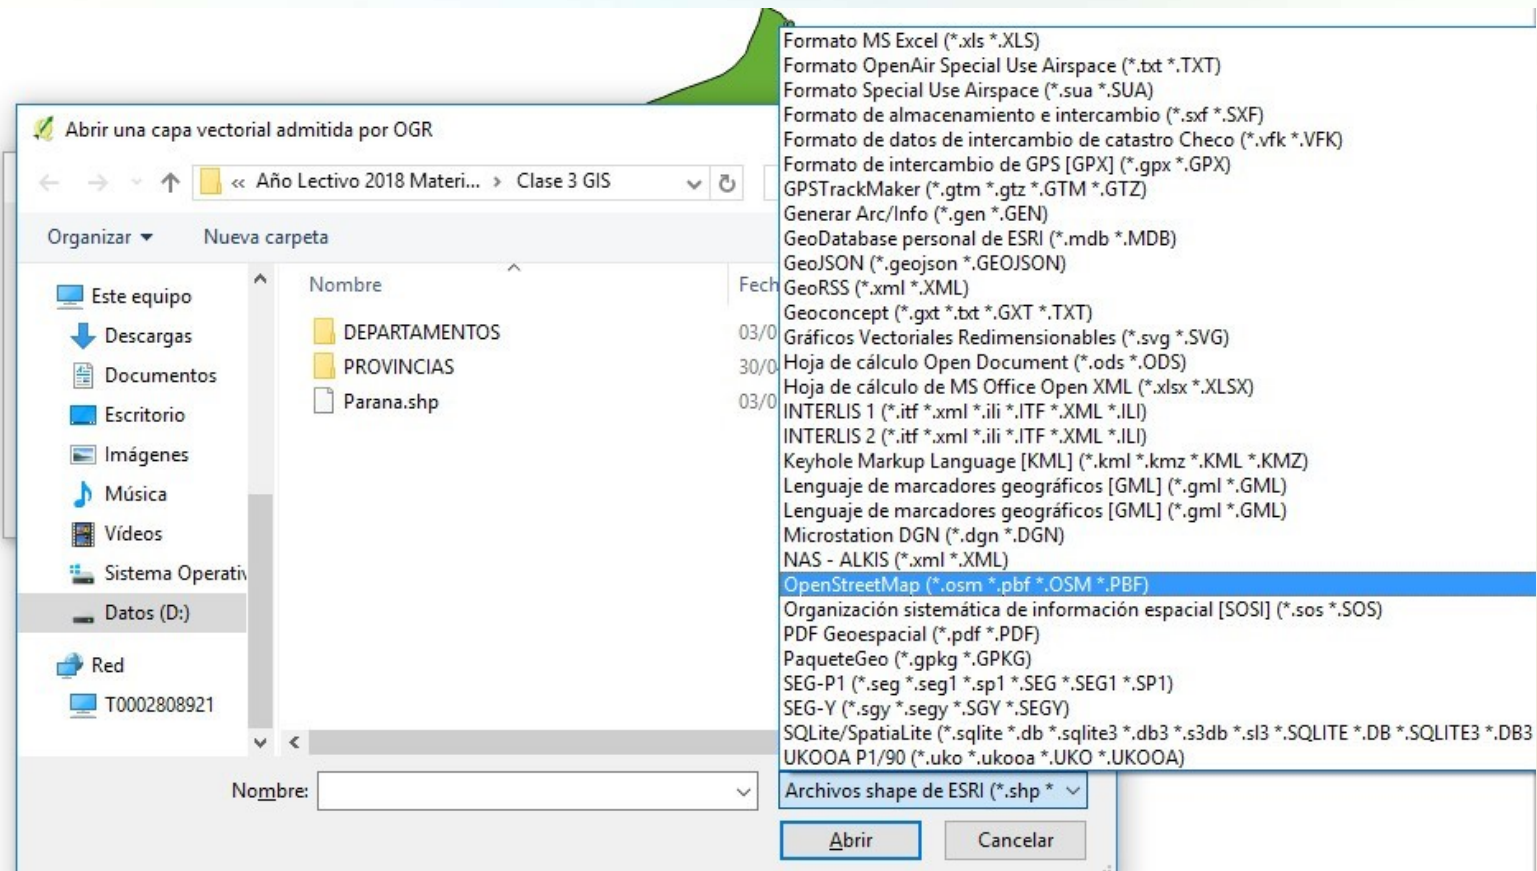 Abrir una capa vectorial admitida por OGR
« Año Lectivo 2018 Materi... › Clase 3 GIS
Organizar
Nueva carpeta
Este equipo
Descargas
Documentos
Escritorio
Imágenes
Música
Vídeos
Sistema Operativ
Datos (D:)
Red
T0002808921
Nombre
Fech
DEPARTAMENTOS
03/0
PROVINCIAS
30/0
Parana.shp
03/0
Formato MS Excel (*.xls *.XLS)
Formato OpenAir Special Use Airspace (*.txt *.TXT)
Formato Special Use Airspace (*.sua *.SUA)
Formato de almacenamiento e intercambio (*.sxf *.SXF)
Formato de datos de intercambio de catastro Checo (*.vfk *.VFK)
Formato de intercambio de GPS [GPX] (*.gpx *.GPX)
GPSTrackMaker (*.gtm *.gtz *.GTM *.GTZ)
Generar Arc/Info (*.gen *.GEN)
GeoDatabase personal de ESRI (*.mdb *.MDB)
GeoJSON (*.geojson *.GEOJSON)
GeoRSS (*.xml *.XML)
Geoconcept (*.gxt *.txt *.GXT *.TXT)
Gráficos Vectoriales Redimensionables (*.svg *.SVG)
Hoja de cálculo Open Document (*.ods *.ODS)
Hoja de cálculo de MS Office Open XML (*.xlsx *.XLSX)
INTERLIS 1 (*.itf *.xml *.ili *.ITF *.XML *.ILI)
INTERLIS 2 (*.itf *.xml *.ili *.ITF *.XML *.ILI)
Keyhole Markup Language [KML] (*.kml *.kmz *.KML *.KMZ)
Lenguaje de marcadores geográficos [GML] (*.gml *.GML)
Lenguaje de marcadores geográficos [GML] (*.gml *.GML)
Microstation DGN (*.dgn *.DGN)
NAS - ALKIS (*.xml *.XML)
OpenStreetMap (*.osm *.pbf *.OSM *.PBF)
Organización sistemática de información espacial [SOSI] (*.sos *.SOS)
PDF Geoespacial (*.pdf *.PDF)
PaqueteGeo (*.gpkg *.GPKG)
SEG-P1 (*.seg *.seg1 *.sp1 *.SEG *.SEG1 *.SP1)
SEG-Y (*.sgy *.segy *.SGY *.SEGY)
SQLite/SpatiaLite (*.sqlite *.db *.sqlite3 *.db3 *.s3db *.sl3 *.SQLITE *.DB *.SQLITE3 *.DB3
UKOOA P1/90 (*.uko *.ukooa *.UKO *.UKOOA)
Nombre:
Archivos shape de ESRI (*.shp *
Abrir
Cancelar